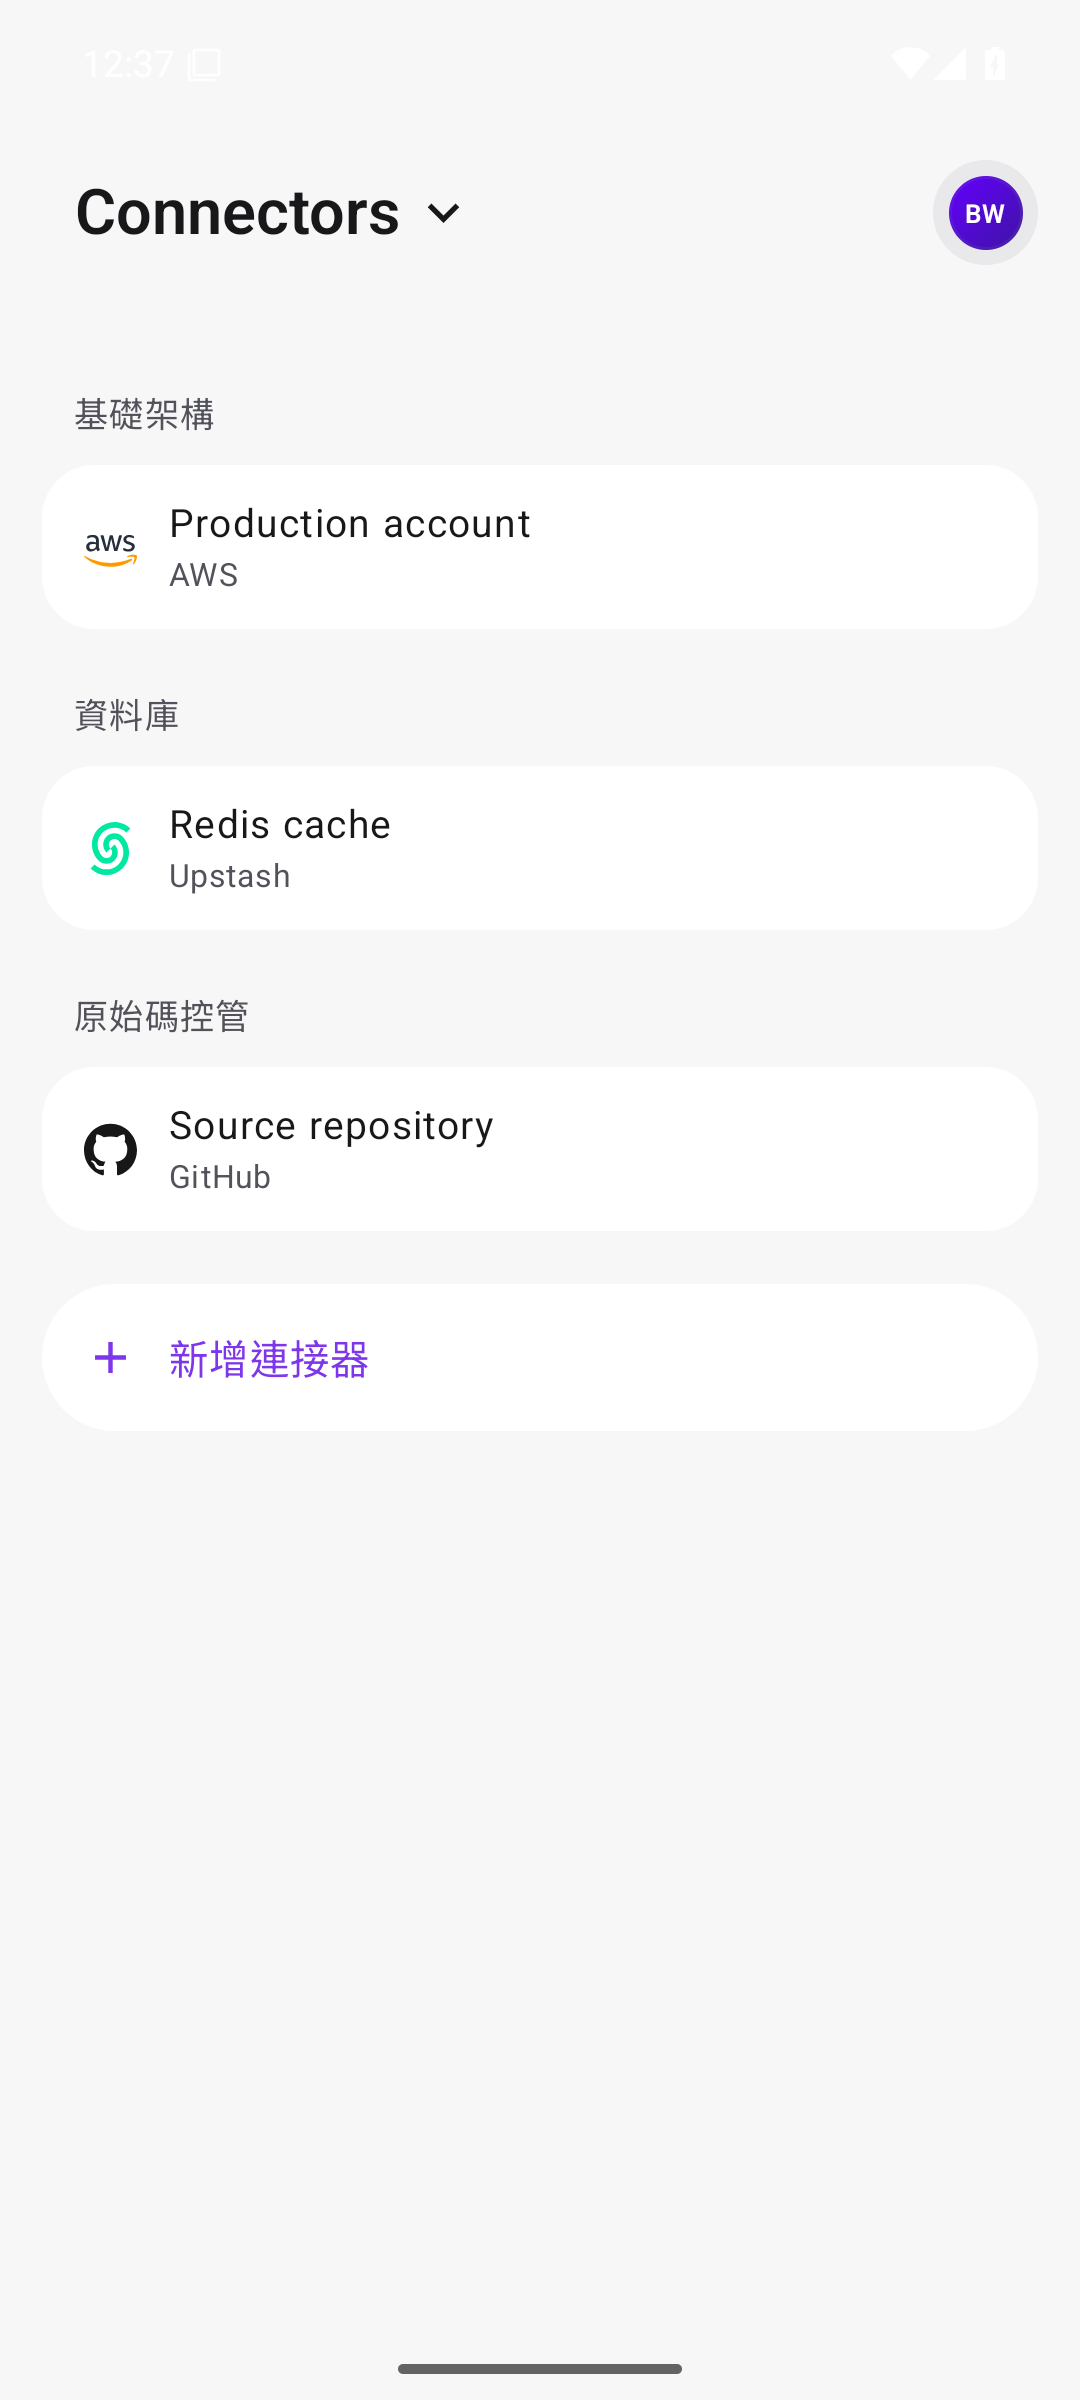 12:37
Connectors
BW
基礎架構
aws
Production account
AWS
資料庫
Redis cache
Upstash
原始碼控管
Source repository
GitHub
新增連接器